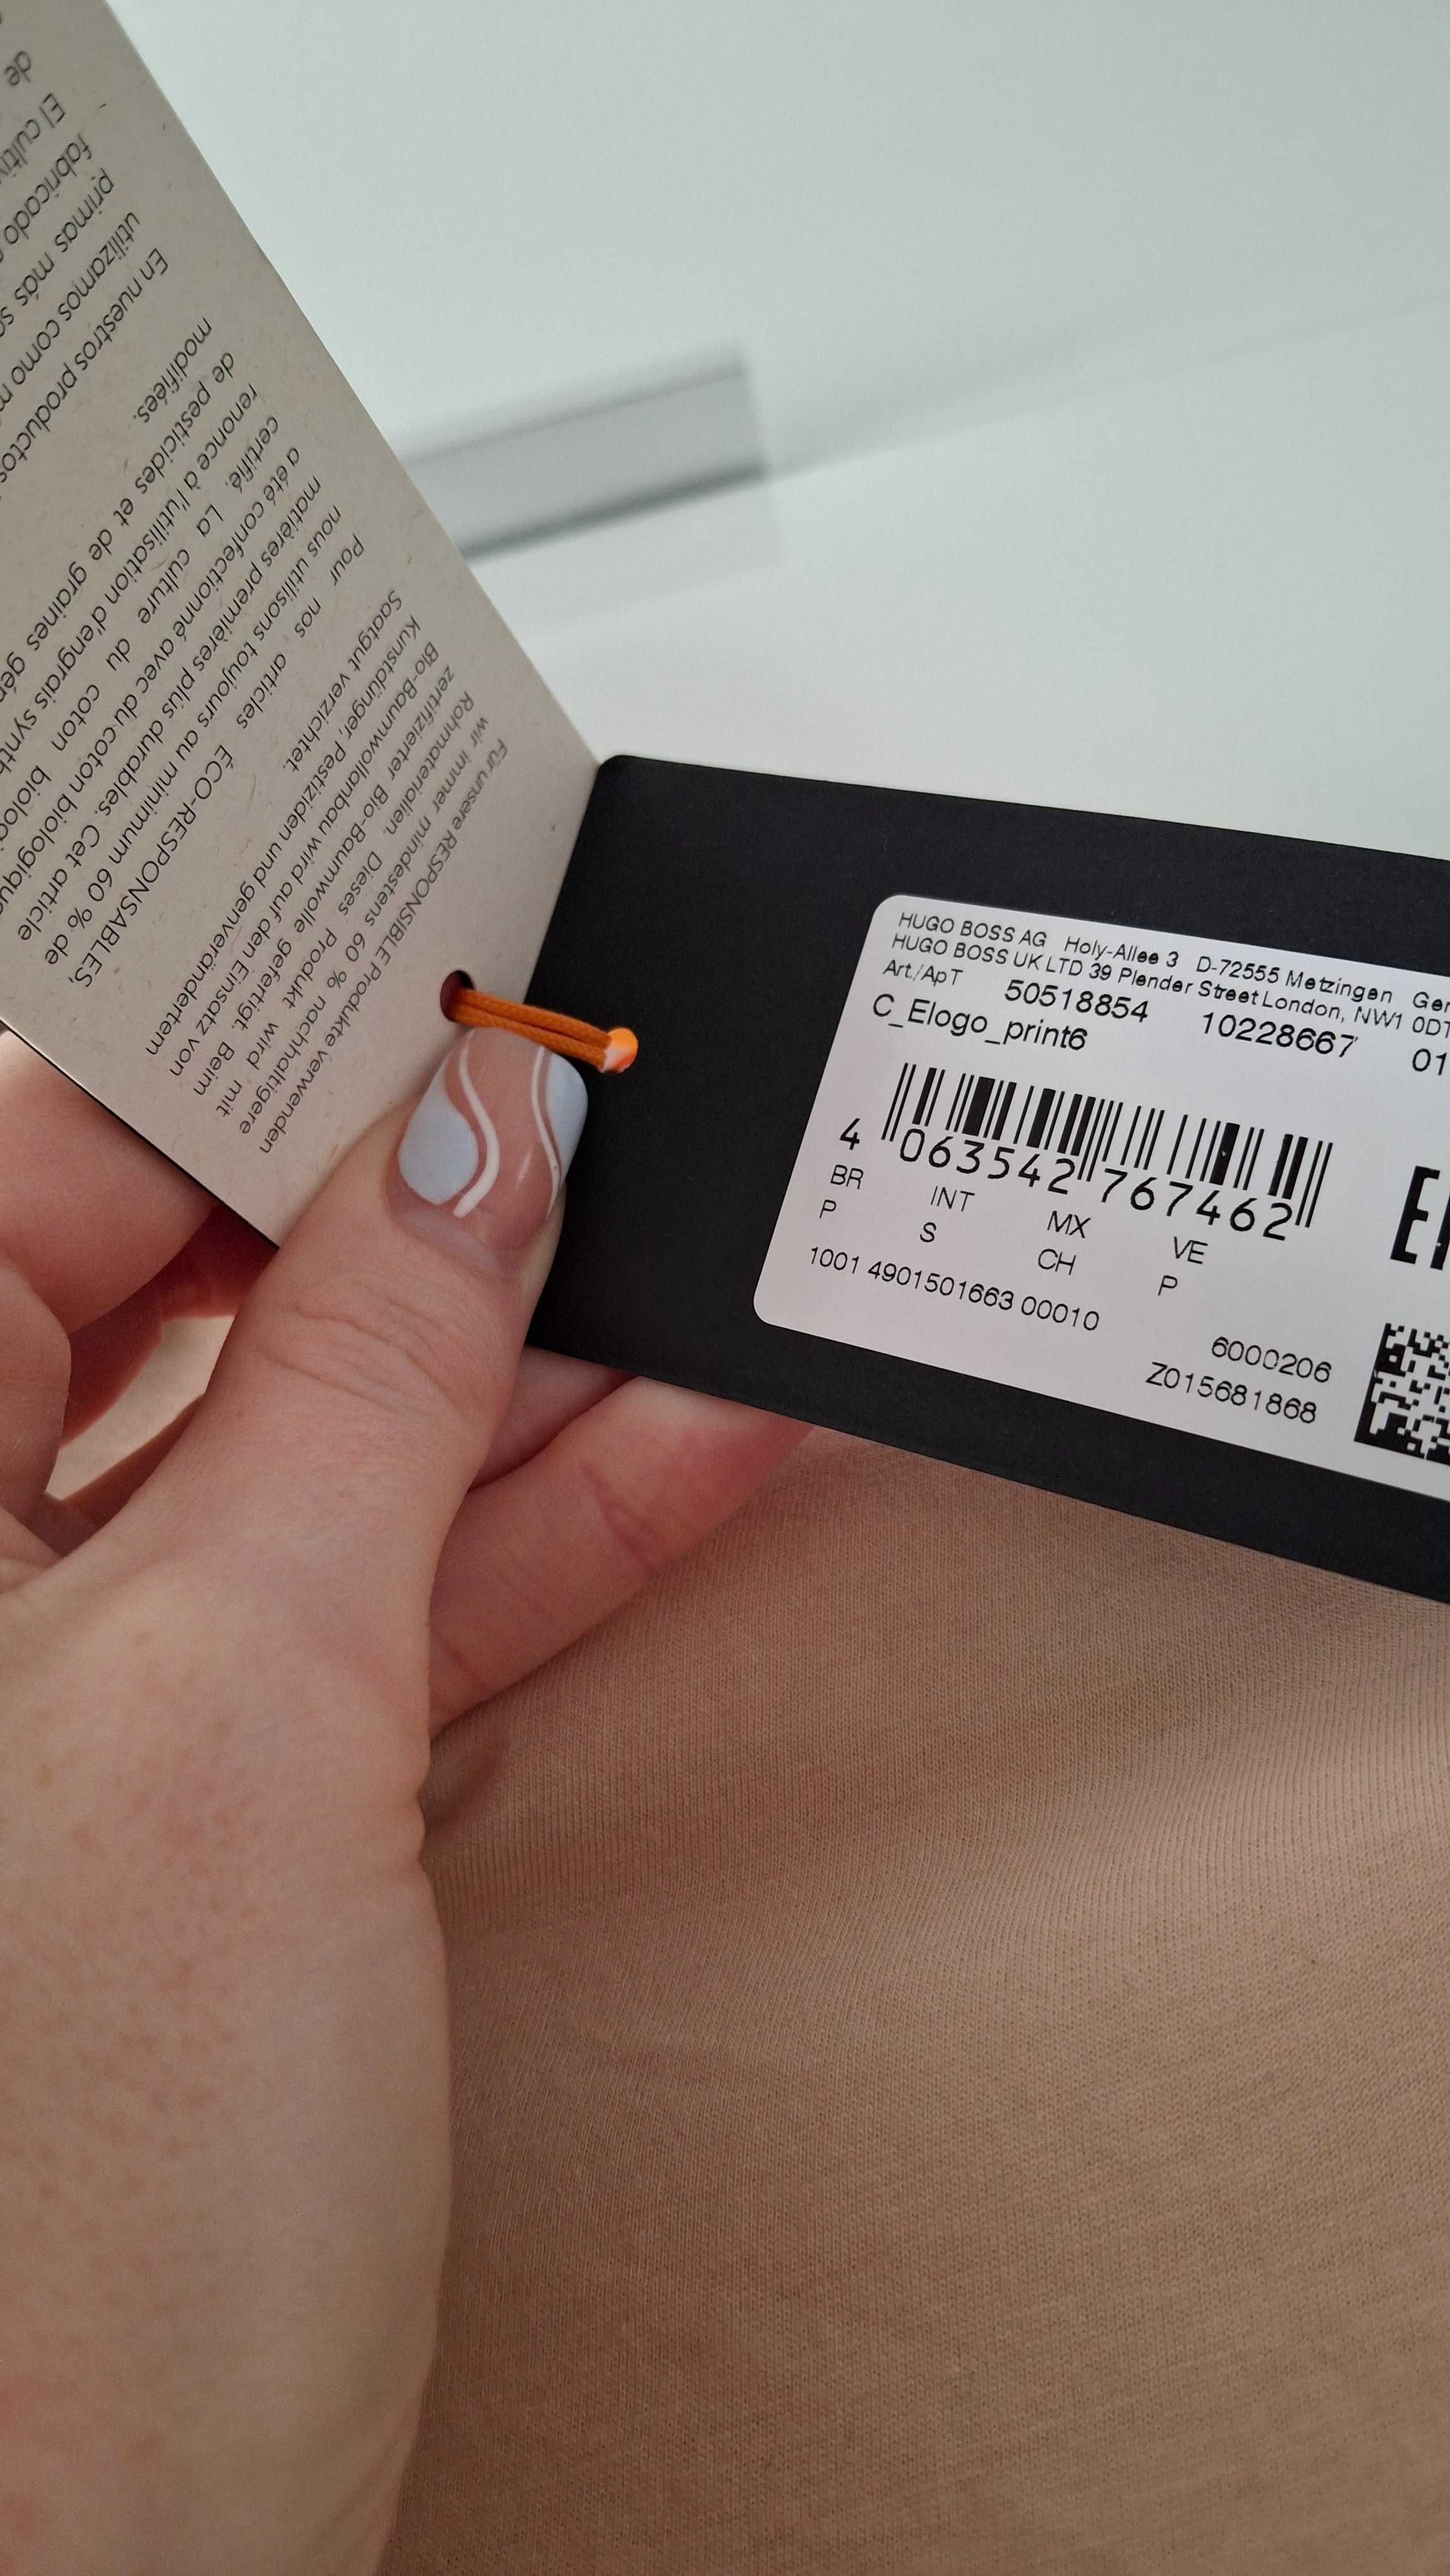 Für unsere RESPONSIBLE Produkte verwenden
wir immer mindestens 60 % nachhaltigere
Rohmaterialien. Dieses Produkt wird mit
zertifizierter Bio-Baumwolle gefertigt. Beim
Bio-Baumwollanbau wird auf den Einsatz von
Kunstdünger, Pestiziden und genverändertem
Saatgut verzichtet.
Pour nos articles ÉCO-RESPONSABLES,
nous utilisons toujours au minimum 60 % de
matières premières plus durables. Cet article
a été confectionné avec du coton biologique
certifié. La culture du coton
renonce à l'utilisation d'engrais
de pesticides et de graines
modifiées.
En nuestros productos
utilizamos como
primas más
fabricado
El
de
HUGO BOSS AG Holy-Allee 3 D-72555 Metzingen
HUGO BOSS UK LTD 39 Plender Street London, NW1 0DT
Art./ApT 50518854 10228667 01
C_Elogo_print6
4 063542 767462
BR INT MX VE
P S CH P
1001 4901501663 00010
6000206
Z015681868